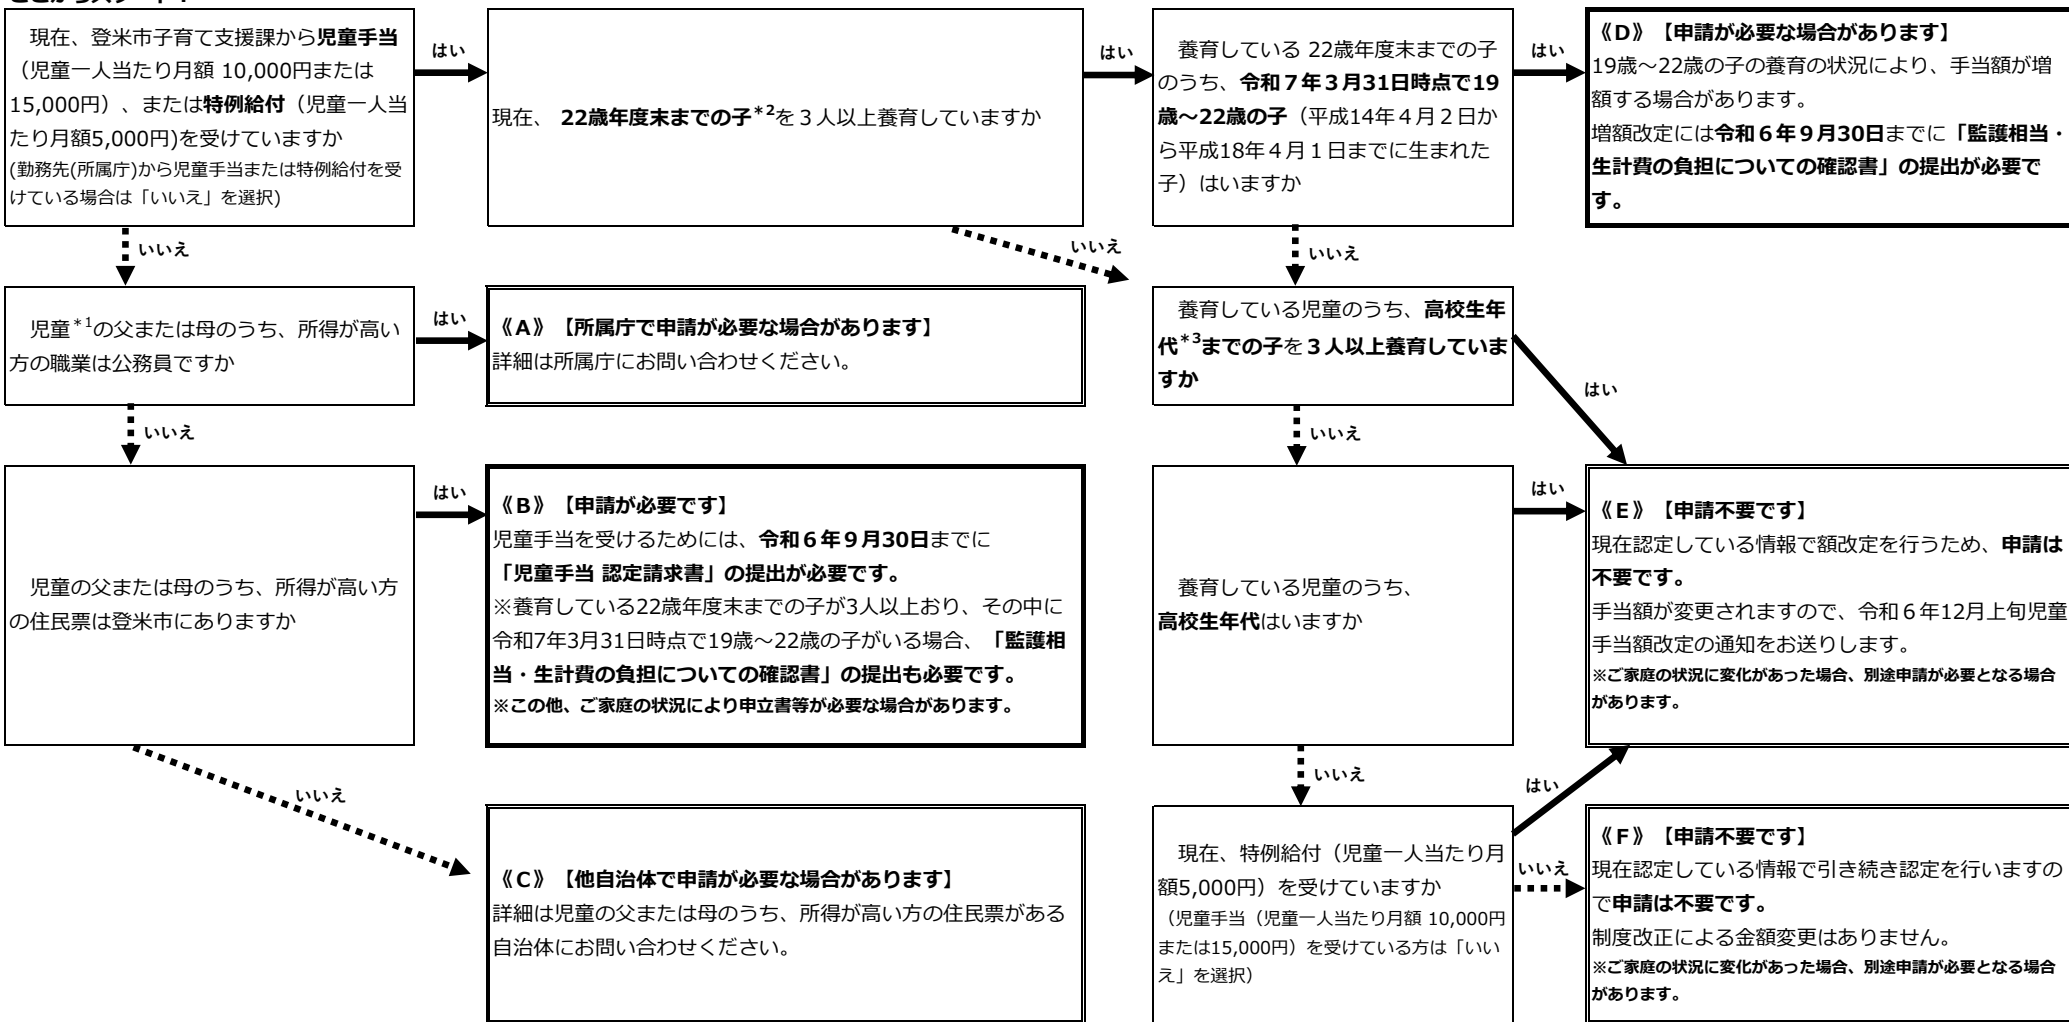 現在、登米市子育て支援課から児童手当
（児童一人当たり月額 10,000円または
15,000円）、または特例給付（児童一人当
たり月額5,000円)を受けていますか
(勤務先(所属庁)から児童手当または特例給付を受
けている場合は「いいえ」を選択)
はい
現在、 22歳年度末までの子*2を３人以上養育していますか
はい
養育している 22歳年度末までの子
のうち、令和７年３月31日時点で19
歳～22歳の子（平成14年４月２日か
ら平成18年４月１日までに生まれた
子）はいますか
はい
《Ｄ》【申請が必要な場合があります】
19歳～22歳の子の養育の状況により、手当額が増
額する場合があります。
増額改定には令和６年９月30日までに「監護相当・
生計費の負担についての確認書」の提出が必要で
す。
いいえ
いいえ
いいえ
児童*1の父または母のうち、所得が高い
方の職業は公務員ですか
はい
《Ａ》【所属庁で申請が必要な場合があります】
詳細は所属庁にお問い合わせください。
養育している児童のうち、高校生年
代*3までの子を３人以上養育していま
すか
はい
いいえ
いいえ
児童の父または母のうち、所得が高い方
の住民票は登米市にありますか
はい
《Ｂ》【申請が必要です】
児童手当を受けるためには、令和６年９月30日までに
「児童手当 認定請求書」の提出が必要です。
※養育している22歳年度末までの子が3人以上おり、その中に
令和7年3月31日時点で19歳～22歳の子がいる場合、「監護相
当・生計費の負担についての確認書」の提出も必要です。
※この他、ご家庭の状況により申立書等が必要な場合があります。
養育している児童のうち、
高校生年代はいますか
はい
《Ｅ》【申請不要です】
現在認定している情報で額改定を行うため、申請は
不要です。
手当額が変更されますので、令和６年12月上旬児童
手当額改定の通知をお送りします。
※ご家庭の状況に変化があった場合、別途申請が必要となる場合
があります。
いいえ
いいえ
はい
《Ｃ》【他自治体で申請が必要な場合があります】
詳細は児童の父または母のうち、所得が高い方の住民票がある
自治体にお問い合わせください。
現在、特例給付（児童一人当たり月
額5,000円）を受けていますか
（児童手当（児童一人当たり月額 10,000円
または15,000円）を受けている方は「いい
え」を選択）
いいえ
《Ｆ》【申請不要です】
現在認定している情報で引き続き認定を行いますの
で申請は不要です。
制度改正による金額変更はありません。
※ご家庭の状況に変化があった場合、別途申請が必要となる場合
があります。